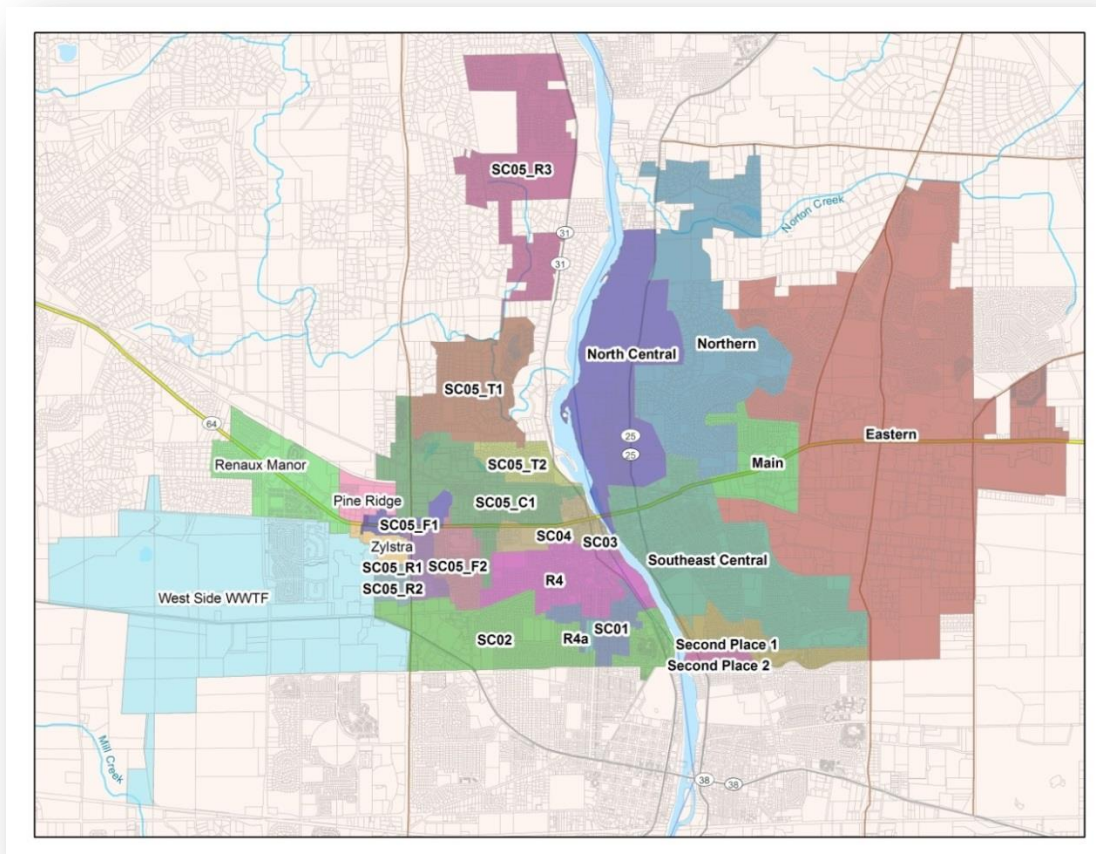 SC05_R3
31
31
Norton Creek
North Central
Northern
SC05_T1
64
Renaux Manor
25
25
Eastern
SC05_T2
Main
Pine Ridge
SC05_C1
SC05_F1
SC04
SC03
Zylstra
SC05_R1
SC05_F2
Southeast Central
SC05_R2
R4
West Side WWTF
SC02
R4a
SC01
Second Place 1
Second Place 2
Mill Creek
38
38